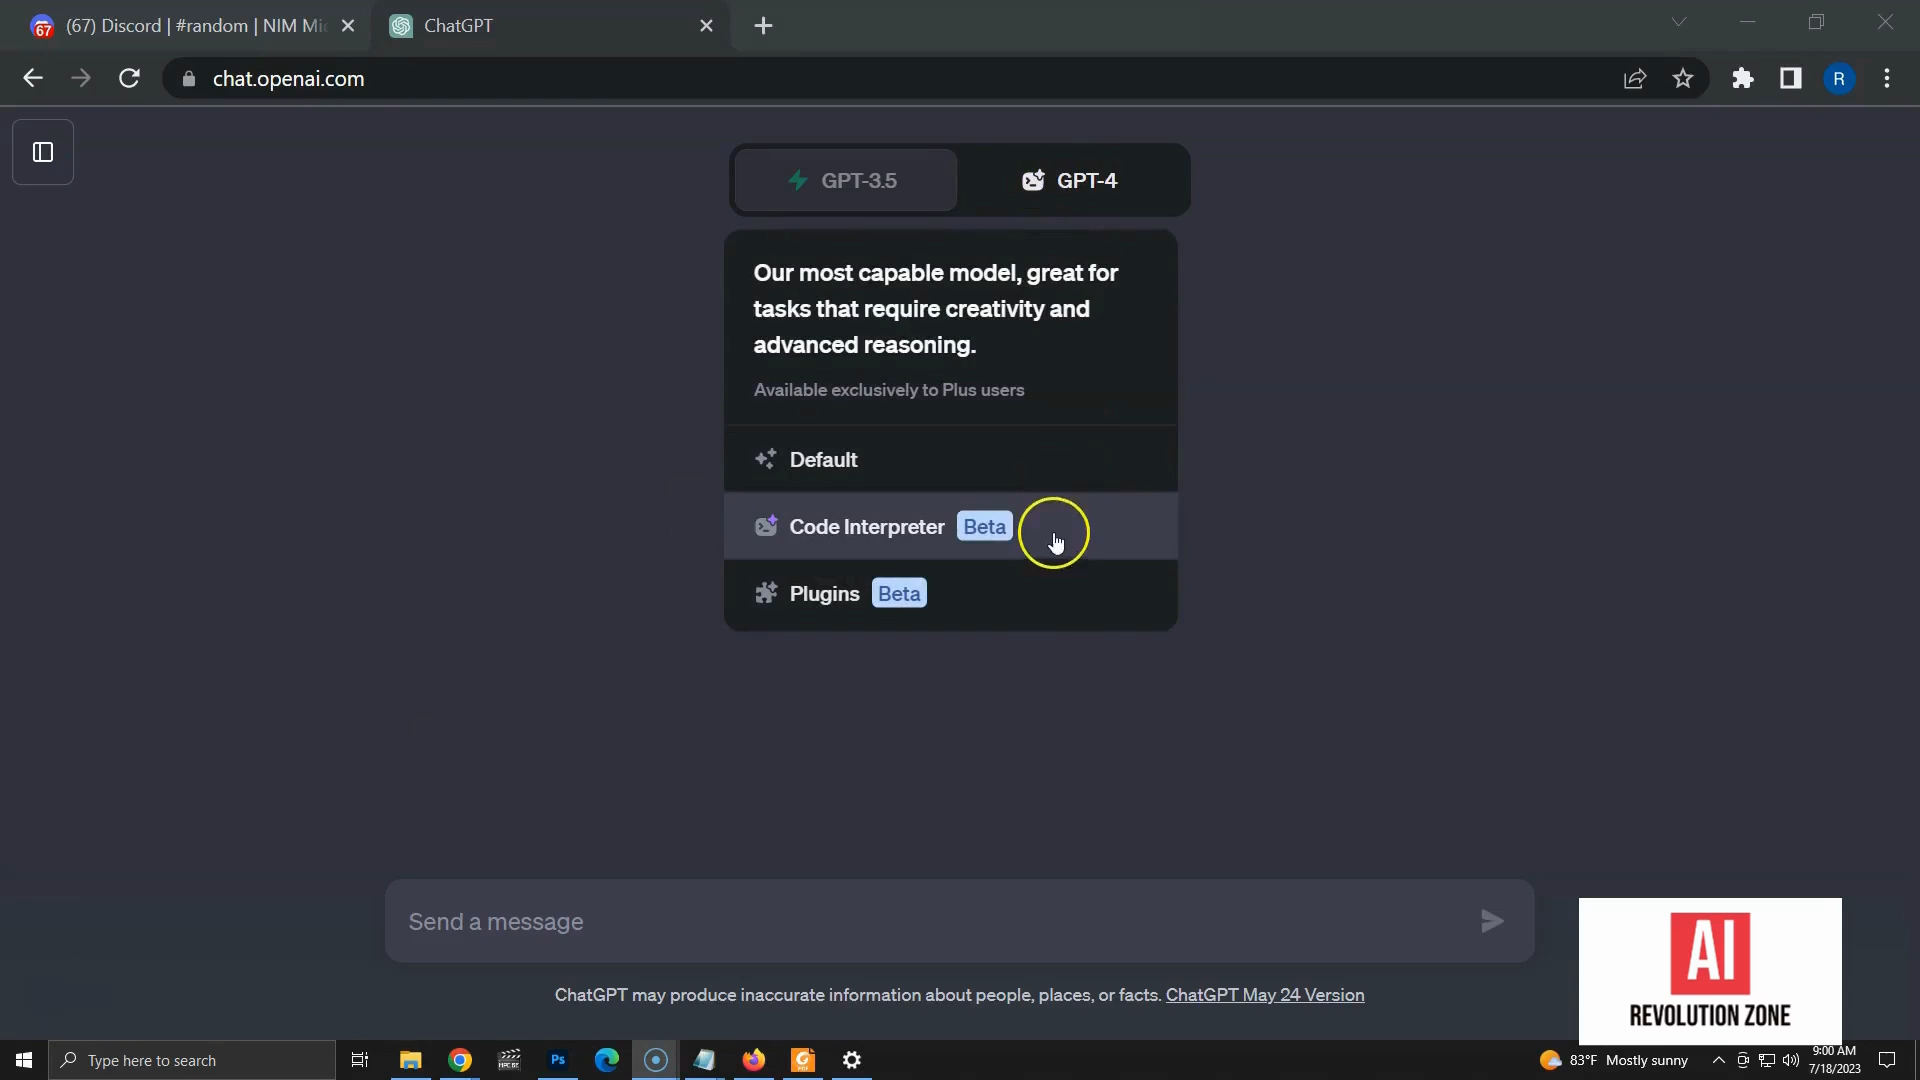 (67) Discord | #random | NIM Mi
ChatGPT
chat.openai.com
R
GPT-3.5
GPT-4
Our most capable model, great for
tasks that require creativity and
advanced reasoning.
Available exclusively to Plus users
Default
Code Interpreter Beta
Plugins Beta
Send a message
ChatGPT may produce inaccurate information about people, places, or facts. ChatGPT May 24 Version
AI
REVOLUTION ZONE
Type here to search
Ps
83°F Mostly sunny
9:00 AM
7/18/2023